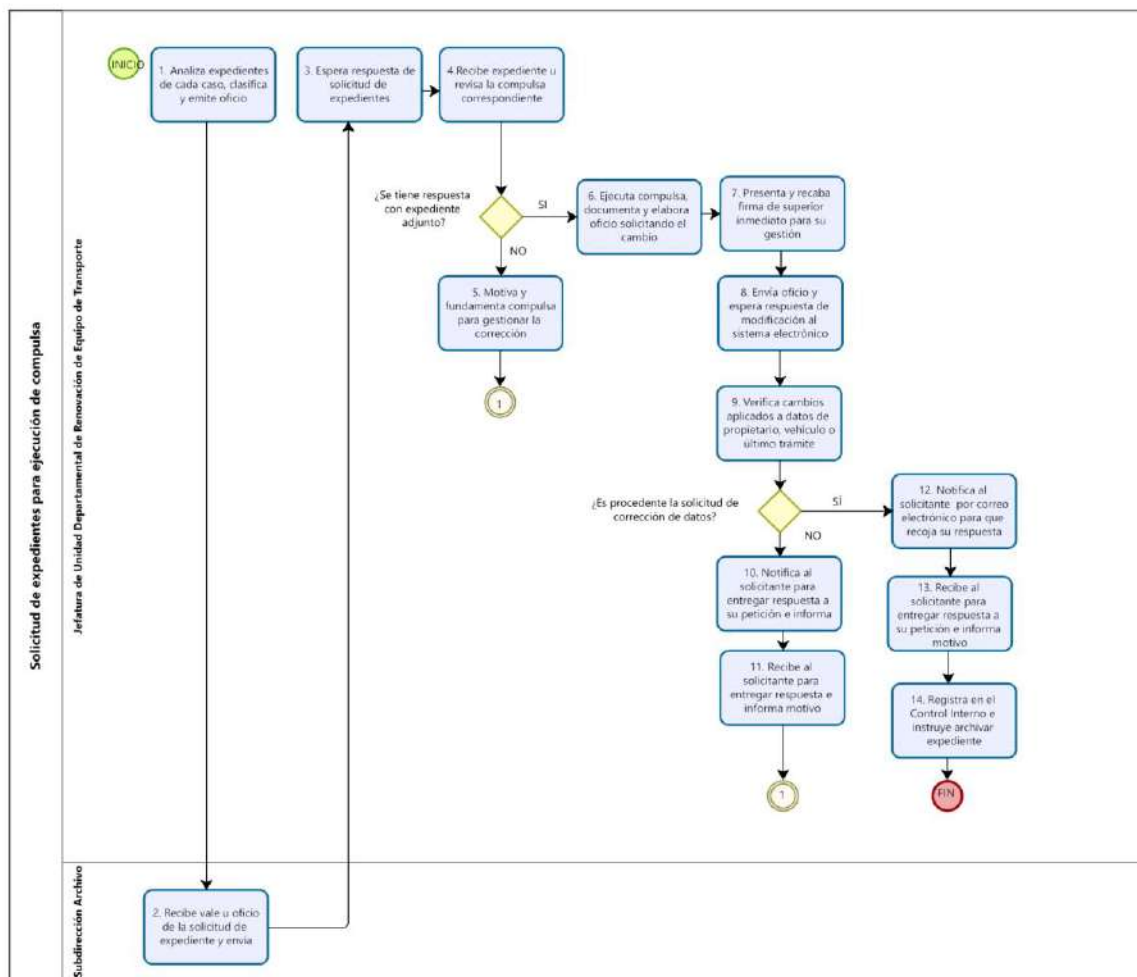 Solicitud de expedientes para ejecución de compulsa
Jefatura de Unidad Departamental de Renovación de Equipo de Transporte
INICIO
1. Analiza expedientes
de cada caso, clasifica
y emite oficio
3. Espera respuesta de
solicitud de
expedientes
4.Recibe expediente u
revisa la compulsa
correspondiente
¿Se tiene respuesta
con expediente
adjunto?
SI
NO
6. Ejecuta compulsa,
documenta y elabora
oficio solicitando el
cambio
7. Presenta y recaba
firma de superior
inmediato para su
gestión
5. Motiva y
fundamenta compulsa
para gestionar la
corrección
1
8. Envía oficio y
espera respuesta de
modificación al
sistema electrónico
9. Verifica cambios
aplicados a datos de
propietario, vehículo o
último trámite
¿Es procedente la solicitud de
corrección de datos?
SÍ
NO
12. Notifica al
solicitante por correo
electrónico para que
recoja su respuesta
10. Notifica al
solicitante para
entregar respuesta a
su petición e informa
13. Recibe al
solicitante para
entregar respuesta a
su petición e informa
motivo
11. Recibe al
solicitante para
entregar respuesta e
informa motivo
14. Registra en el
Control Interno e
instruye archivar
expediente
1
FIN
Subdirección Archivo
2. Recibe vale u oficio
de la solicitud de
expediente y envia